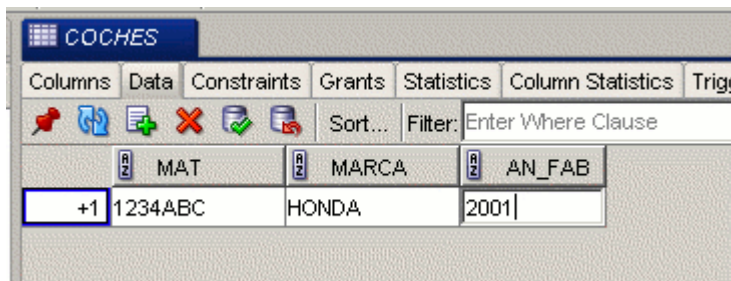 COCHES
Columns Data Constraints Grants Statistics Column Statistics Trigg
Sort... Filter: Enter Where Clause
MAT MARCA AN_FAB
+1 1234ABC HONDA 2001